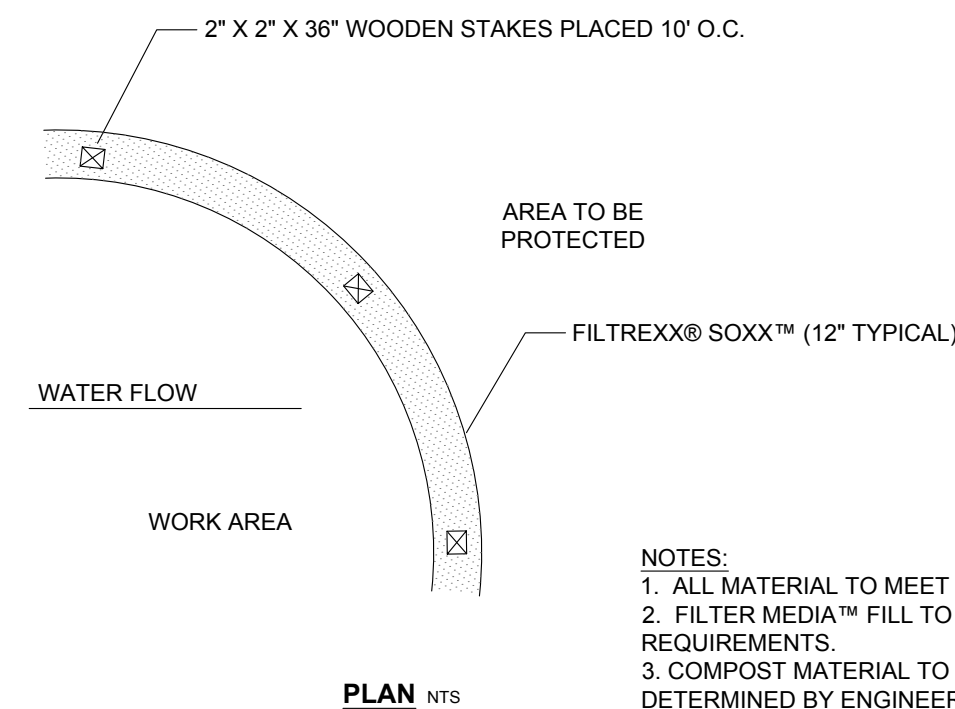 2" X 2" X 36" WOODEN STAKES PLACED 10' O.C.
AREA TO BE
PROTECTED
FILTREXX® SOXX™ (12" TYPICAL)
WATER FLOW
WORK AREA
NOTES:
1. ALL MATERIAL TO MEET
2. FILTER MEDIA™ FILL TO
REQUIREMENTS.
3. COMPOST MATERIAL TO
DETERMINED BY ENGINEER
PLAN NTS